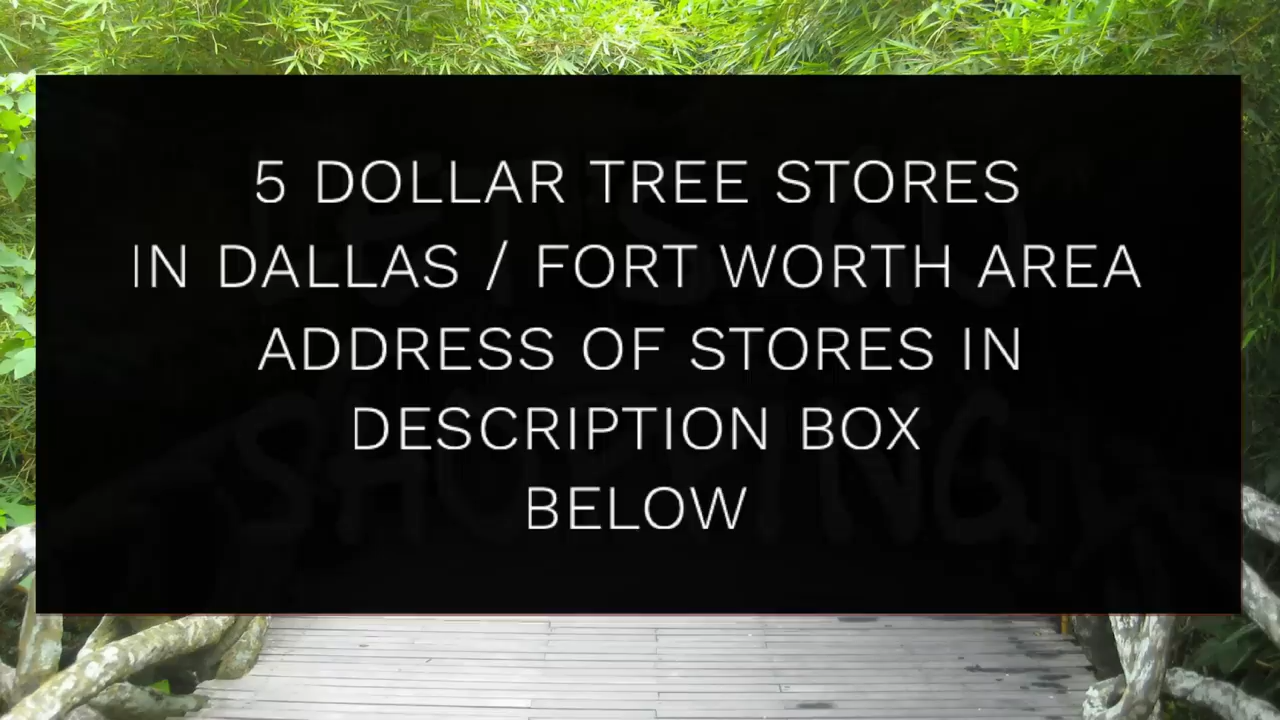 5 DOLLAR TREE STORES
IN DALLAS / FORT WORTH AREA
ADDRESS OF STORES IN
DESCRIPTION BOX
BELOW